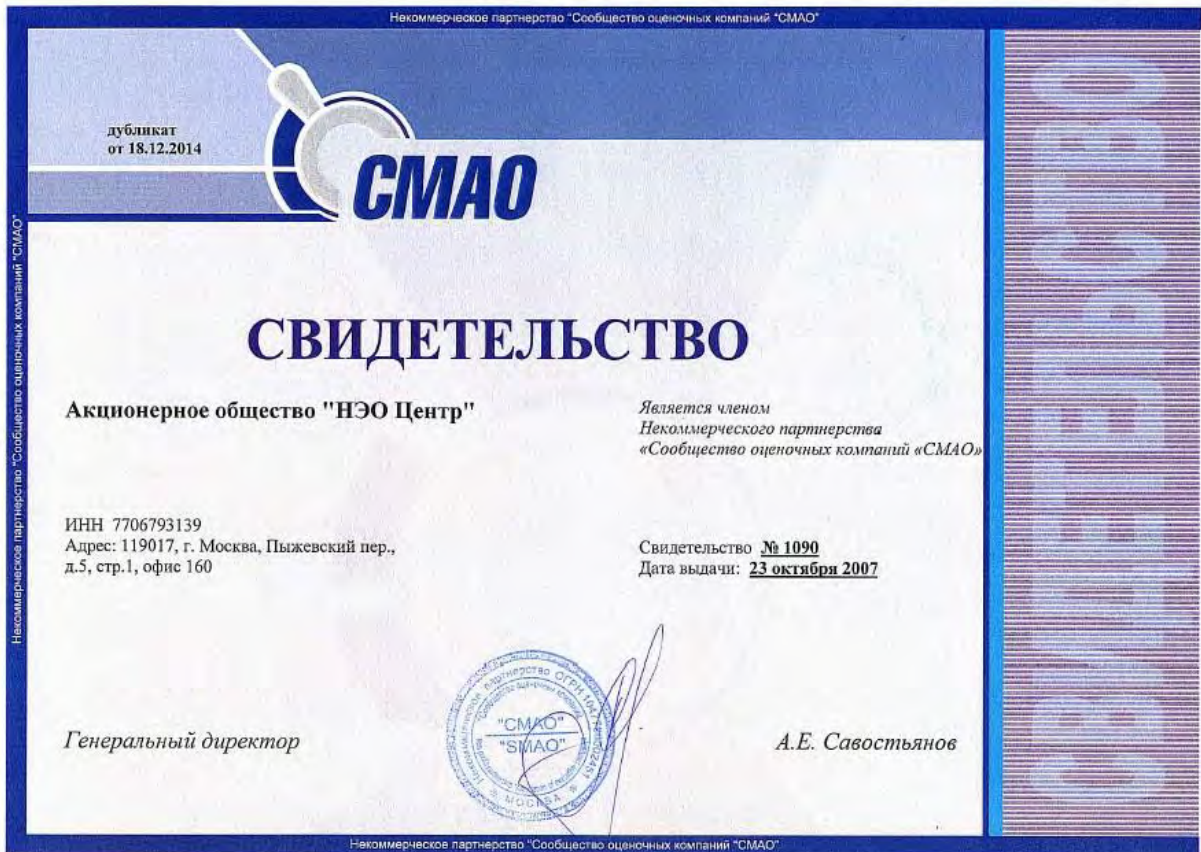 Некоммерческое партнерство "Сообщество оценочных компаний "СМАО"
дубликат
от 18.12.2014
СМАО
СВИДЕТЕЛЬСТВО
Акционерное общество "НЭО Центр"
Является членом
Некоммерческого партнерства
«Сообщество оценочных компаний «СМАО»
ИНН 7706793139
Адрес: 119017, г. Москва, Пыжевский пер.,
д.5, стр.1, офис 160
Свидетельство № 1090
Дата выдачи: 23 октября 2007
Генеральный директор
"СМАО"
"SMAO"
МОСКВА
А.Е. Савостьянов
Некоммерческое партнерство "Сообщество оценочных компаний "СМАО"
Некоммерческое партнерство "Сообщество оценочных компаний "СМАО"
СВИДЕТЕЛЬСТВО